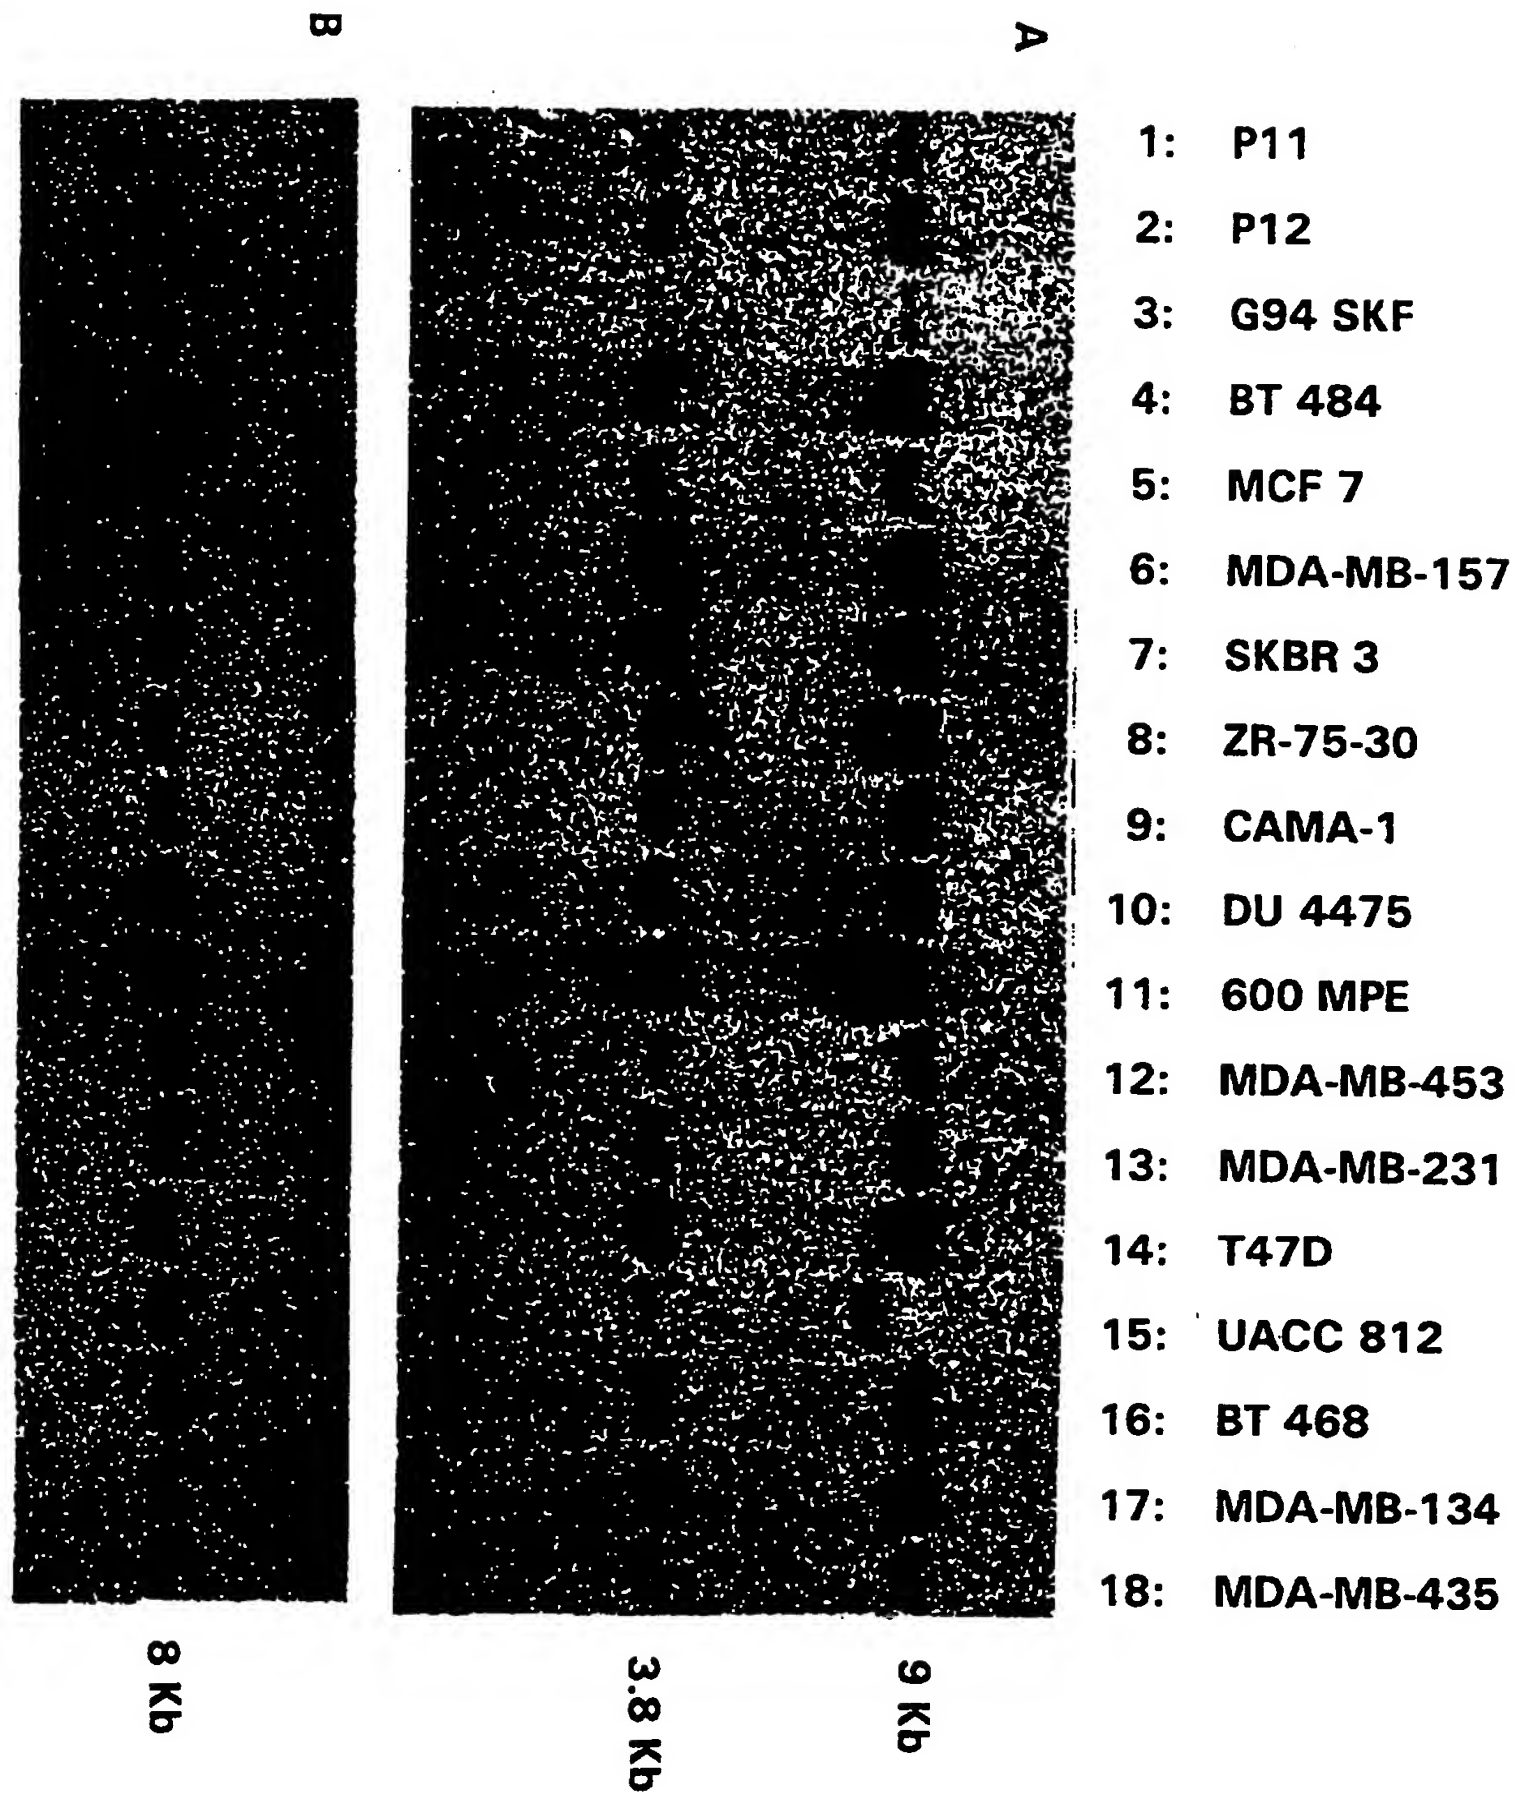 B
A
1: P11
2: P12
3: G94 SKF
4: BT 484
5: MCF 7
6: MDA-MB-157
7: SKBR 3
8: ZR-75-30
9: CAMA-1
10: DU 4475
11: 600 MPE
12: MDA-MB-453
13: MDA-MB-231
14: T47D
15: UACC 812
16: BT 468
17: MDA-MB-134
18: MDA-MB-435
8 Kb
3.8 Kb
9 Kb